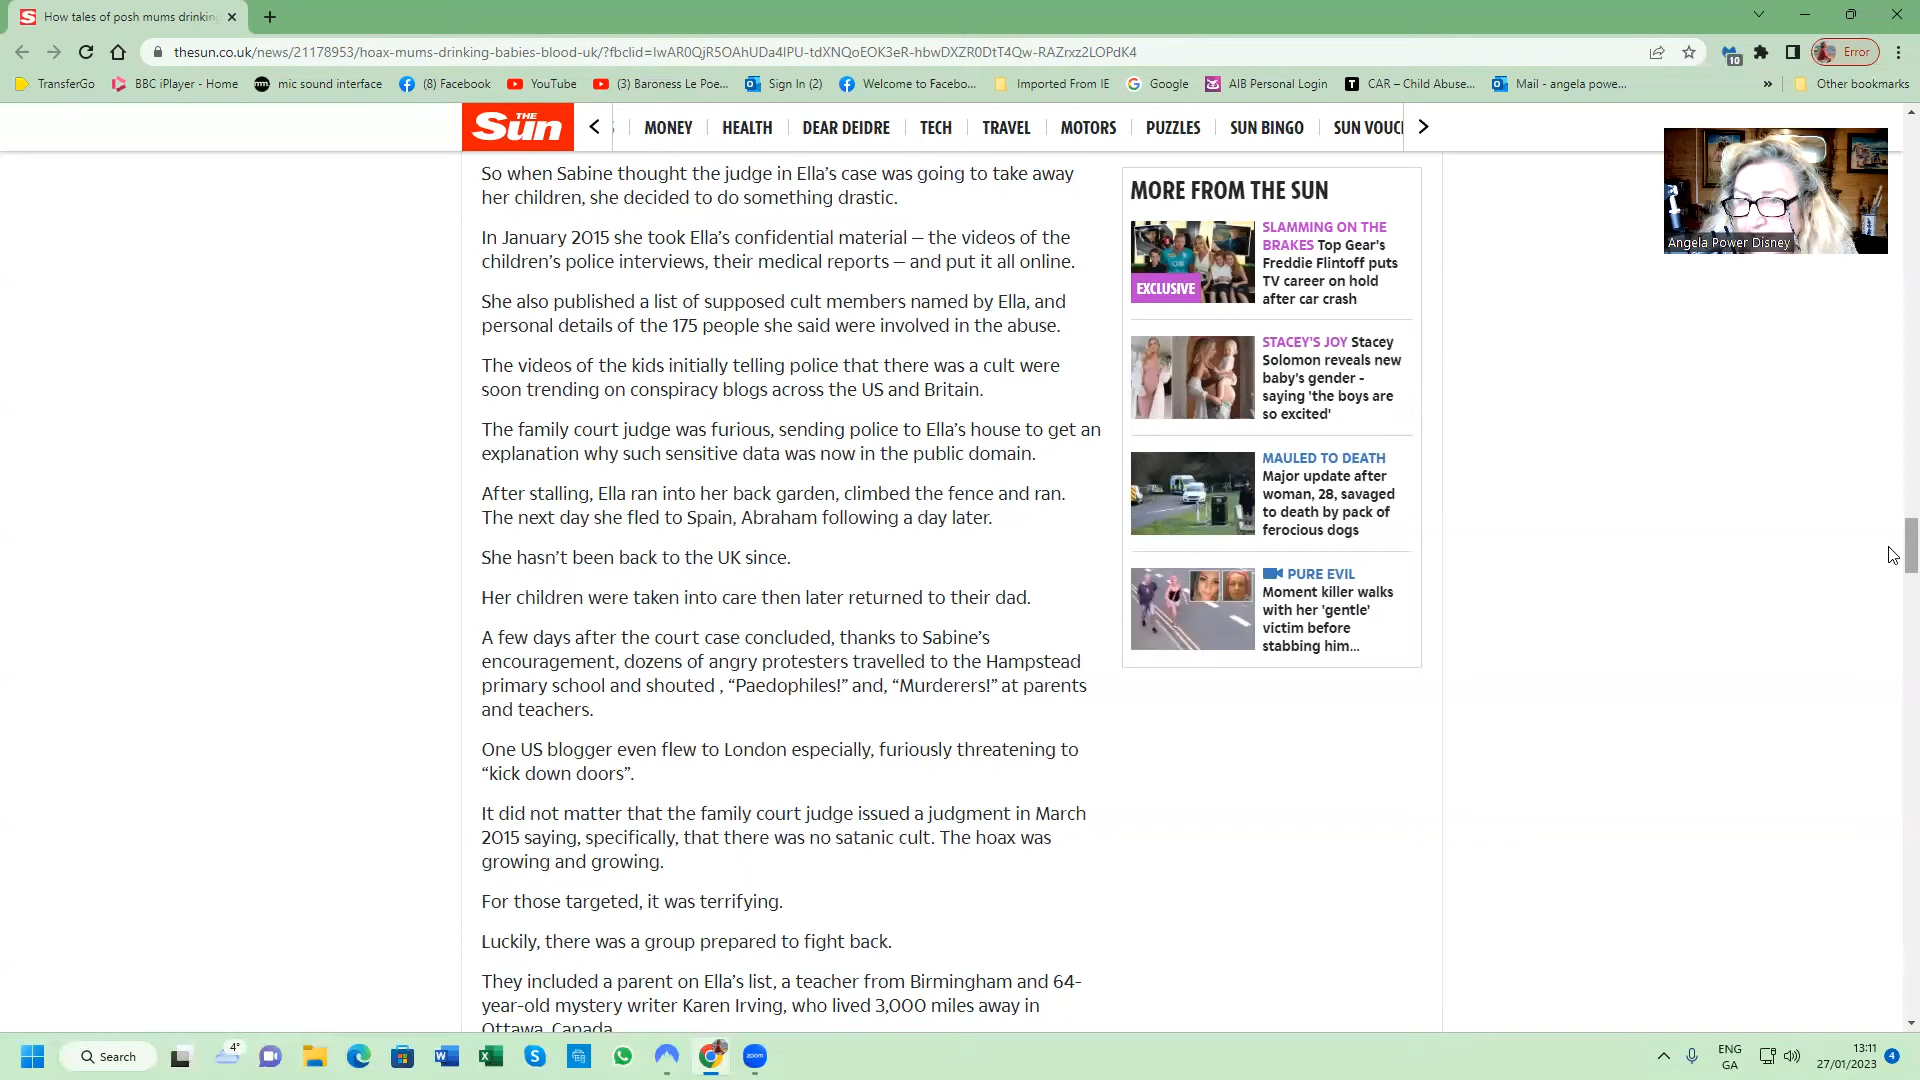 How tales of posh mums drinking
thesun.co.uk/news/21178953/hoax-mums-drinking-babies-blood-uk/?fbclid=IwAR0QjR5OAhUDa4IPU-tdXNQoEOK3eR-hbwDXZR0DtT4Qw-RAZrxz2LOPdK4
10
Error
TransferGo
BBC iPlayer - Home
mic sound interface
(8) Facebook
YouTube
(3) Baroness Le Poe...
Sign In (2)
Welcome to Facebo...
Imported From IE
Google
AIB Personal Login
CAR – Child Abuse...
Mail - angela powe...
Other bookmarks
THE Sun
MONEY
HEALTH
DEAR DEIDRE
TECH
TRAVEL
MOTORS
PUZZLES
SUN BINGO
SUN VOUC
So when Sabine thought the judge in Ella's case was going to take away
her children, she decided to do something drastic.
In January 2015 she took Ella's confidential material — the videos of the
children's police interviews, their medical reports — and put it all online.
She also published a list of supposed cult members named by Ella, and
personal details of the 175 people she said were involved in the abuse.
The videos of the kids initially telling police that there was a cult were
soon trending on conspiracy blogs across the US and Britain.
The family court judge was furious, sending police to Ella's house to get an
explanation why such sensitive data was now in the public domain.
After stalling, Ella ran into her back garden, climbed the fence and ran.
The next day she fled to Spain, Abraham following a day later.
She hasn't been back to the UK since.
Her children were taken into care then later returned to their dad.
A few days after the court case concluded, thanks to Sabine's
encouragement, dozens of angry protesters travelled to the Hampstead
primary school and shouted , “Paedophiles!” and, “Murderers!” at parents
and teachers.
One US blogger even flew to London especially, furiously threatening to
“kick down doors”.
It did not matter that the family court judge issued a judgment in March
2015 saying, specifically, that there was no satanic cult. The hoax was
growing and growing.
For those targeted, it was terrifying.
Luckily, there was a group prepared to fight back.
They included a parent on Ella's list, a teacher from Birmingham and 64-
year-old mystery writer Karen Irving, who lived 3,000 miles away in
Ottawa, Canada
MORE FROM THE SUN
EXCLUSIVE
SLAMMING ON THE
BRAKES Top Gear's
Freddie Flintoff puts
TV career on hold
after car crash
STACEY'S JOY Stacey
Solomon reveals new
baby's gender -
saying 'the boys are
so excited'
MAULED TO DEATH
Major update after
woman, 28, savaged
to death by pack of
ferocious dogs
PURE EVIL
Moment killer walks
with her 'gentle'
victim before
stabbing him...
Angela Power Disney
Search
4°
zoom
ENG
GA
13:11
27/01/2023
4